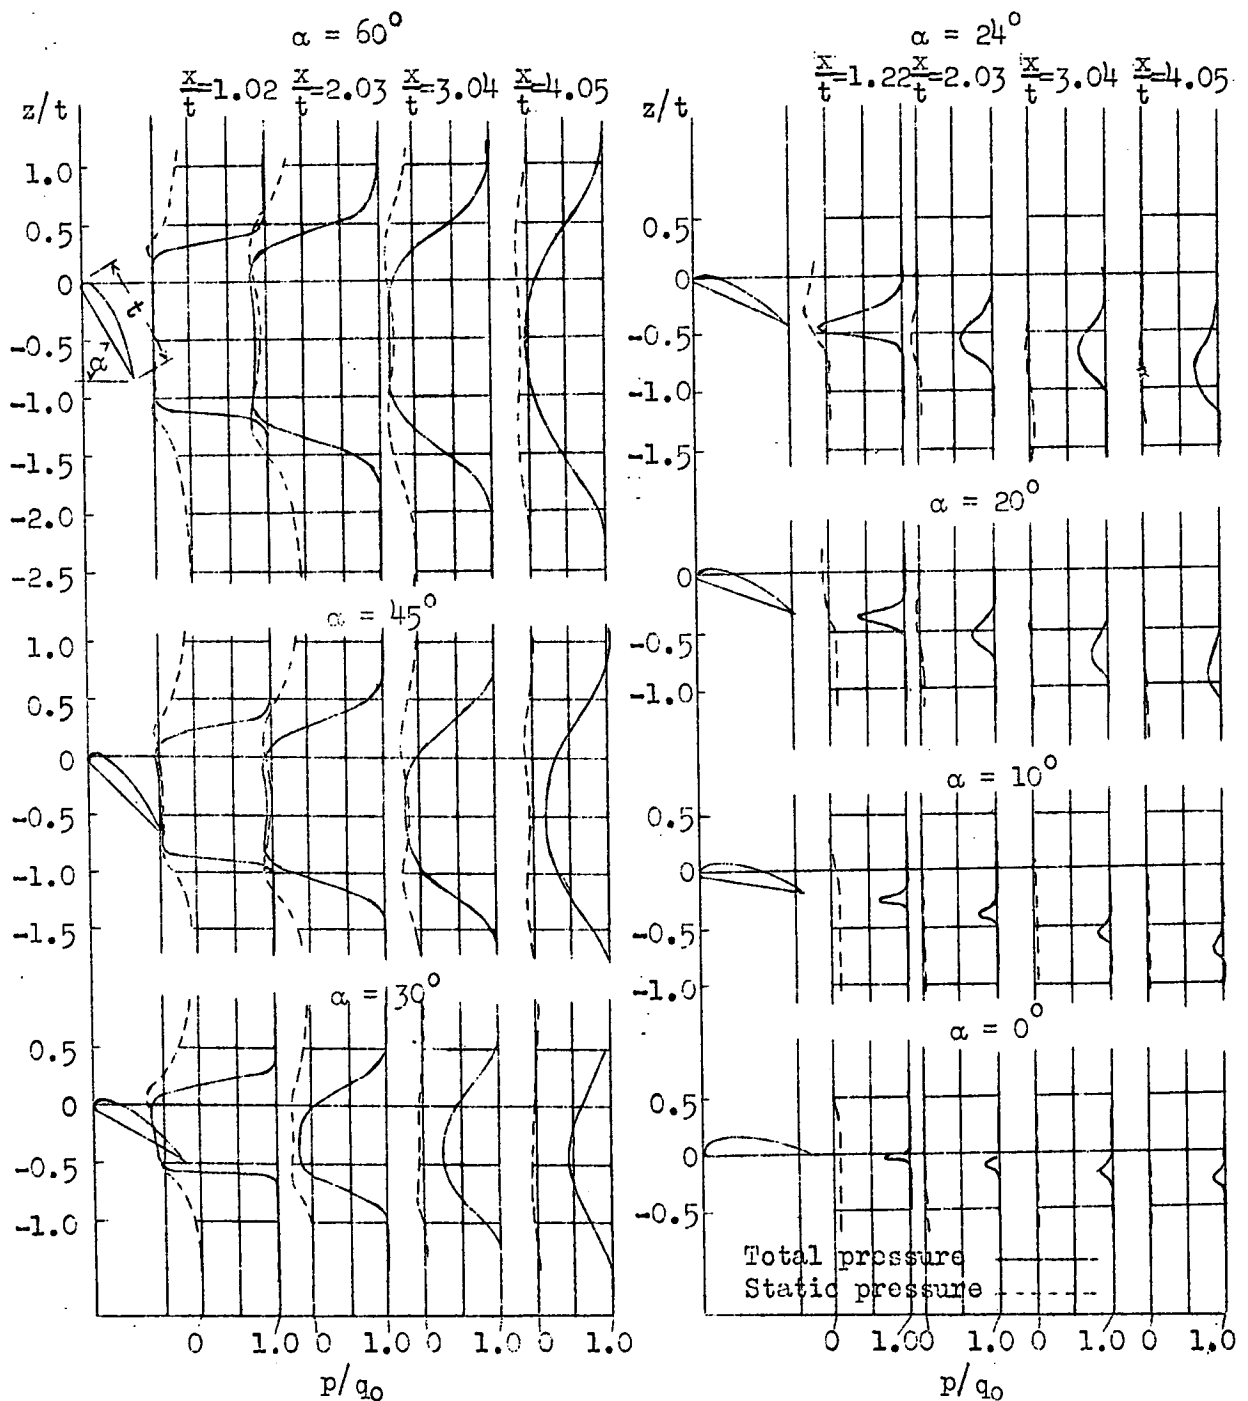 α = 60°
x/t=1.02 x/t=2.03 x/t=3.04 x/t=4.05
z/t
1.0
0.5
0
-0.5
-1.0
-1.5
-2.0
-2.5
t
α
α = 45°
1.0
0.5
0
-0.5
-1.0
-1.5
α = 30°
0.5
0
-0.5
-1.0
0 1.0 0 1.0 0 1.0 0 1.0
p/q₀
α = 24°
x/t=1.22 x/t=2.03 x/t=3.04 x/t=4.05
z/t
0.5
0
-0.5
-1.0
-1.5
α = 20°
0
-0.5
-1.0
α = 10°
0.5
0
-0.5
-1.0
α = 0°
0.5
0
-0.5
Total pressure
Static pressure
0 1.0 0 1.0 0 1.0 0 1.0
p/q₀